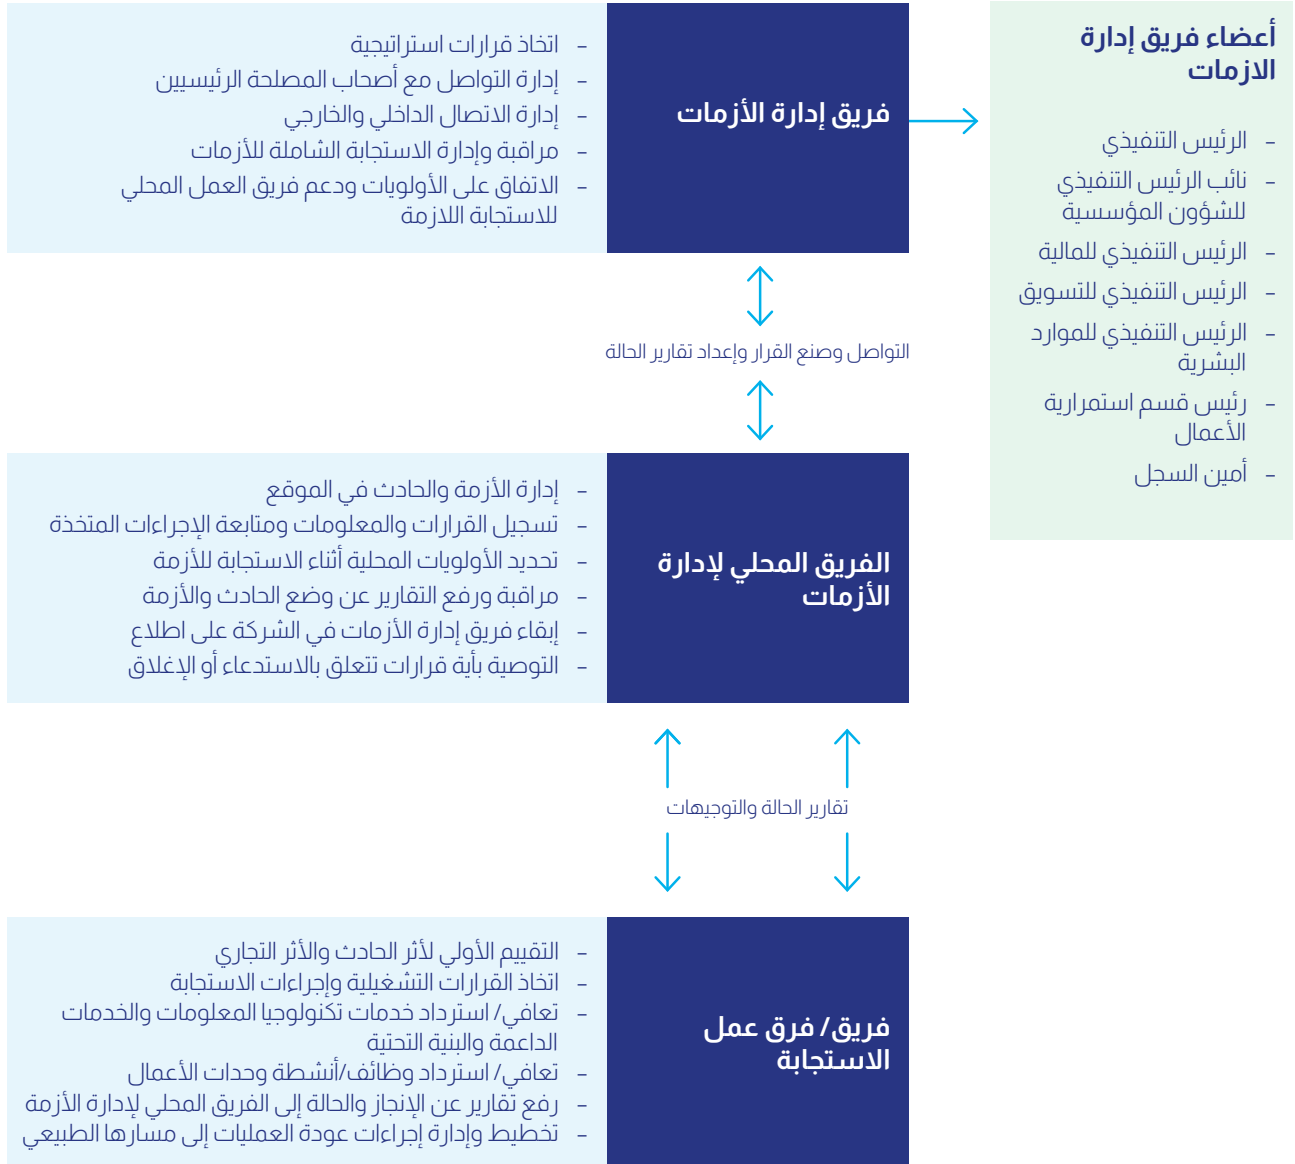 أعضاء فريق إدارة
الازمات
– الرئيس التنفيذي
– نائب الرئيس التنفيذي
للشؤون المؤسسية
– الرئيس التنفيذي للمالية
– الرئيس التنفيذي للتسويق
– الرئيس التنفيذي للموارد
البشرية
– رئيس قسم استمرارية
الأعمال
– أمين السجل
فريق إدارة الأزمات
– اتخاذ قرارات استراتيجية
– إدارة التواصل مع أصحاب المصلحة الرئيسيين
– إدارة الاتصال الداخلي والخارجي
– مراقبة وإدارة الاستجابة الشاملة للأزمات
– الاتفاق على الأولويات ودعم فريق العمل المحلي
للاستجابة اللازمة
التواصل وصنع القرار وإعداد تقارير الحالة
الفريق المحلي لإدارة
الأزمات
– إدارة الأزمة والحادث في الموقع
– تسجيل القرارات والمعلومات ومتابعة الإجراءات المتخذة
– تحديد الأولويات المحلية أثناء الاستجابة للأزمة
– مراقبة ورفع التقارير عن وضع الحادث والأزمة
– إبقاء فريق إدارة الأزمات في الشركة على اطلاع
– التوصية بأية قرارات تتعلق بالاستدعاء أو الإغلاق
تقارير الحالة والتوجيهات
فريق/ فرق عمل
الاستجابة
– التقييم الأولي لأثر الحادث والأثر التجاري
– اتخاذ القرارات التشغيلية وإجراءات الاستجابة
– تعافي/ استرداد خدمات تكنولوجيا المعلومات والخدمات
الداعمة والبنية التحتية
– تعافي/ استرداد وظائف/أنشطة وحدات الأعمال
– رفع تقارير عن الإنجاز والحالة إلى الفريق المحلي لإدارة الأزمة
– تخطيط وإدارة إجراءات عودة العمليات إلى مسارها الطبيعي